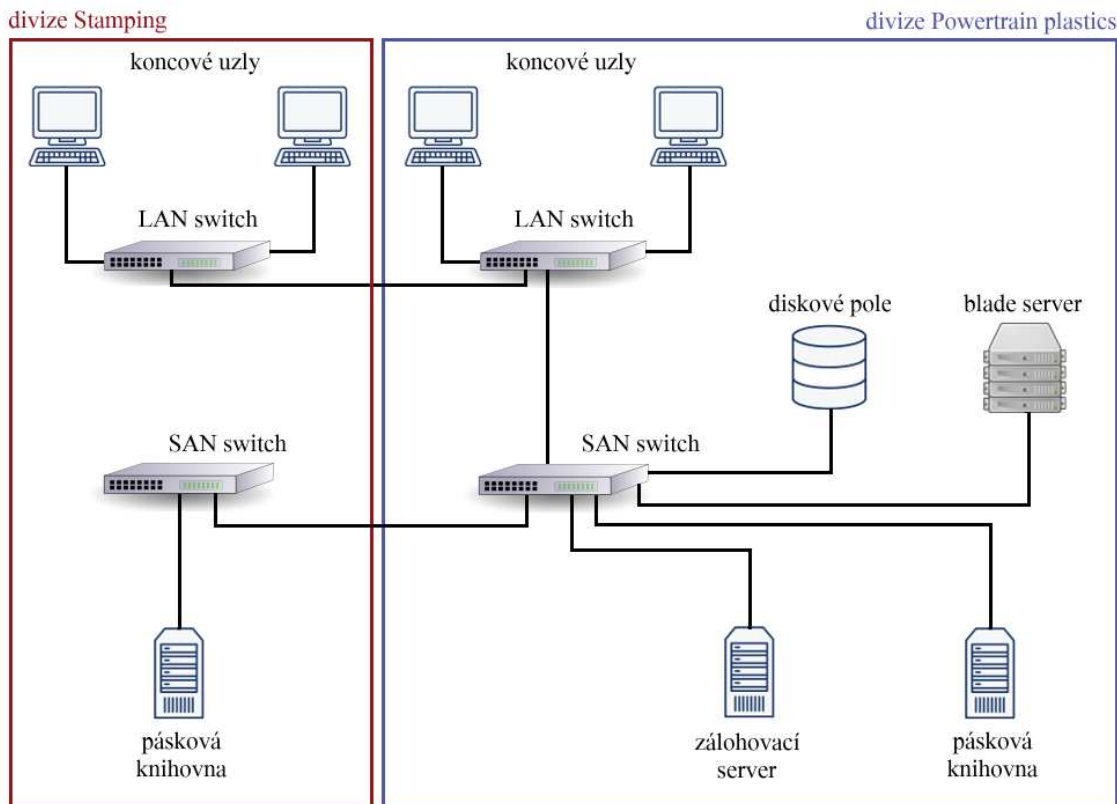 divize Stamping
divize Powertrain plastics
koncové uzly
koncové uzly
LAN switch
LAN switch
diskové pole
blade server
SAN switch
SAN switch
pásková
knihovna
zálohovací
server
pásková
knihovna